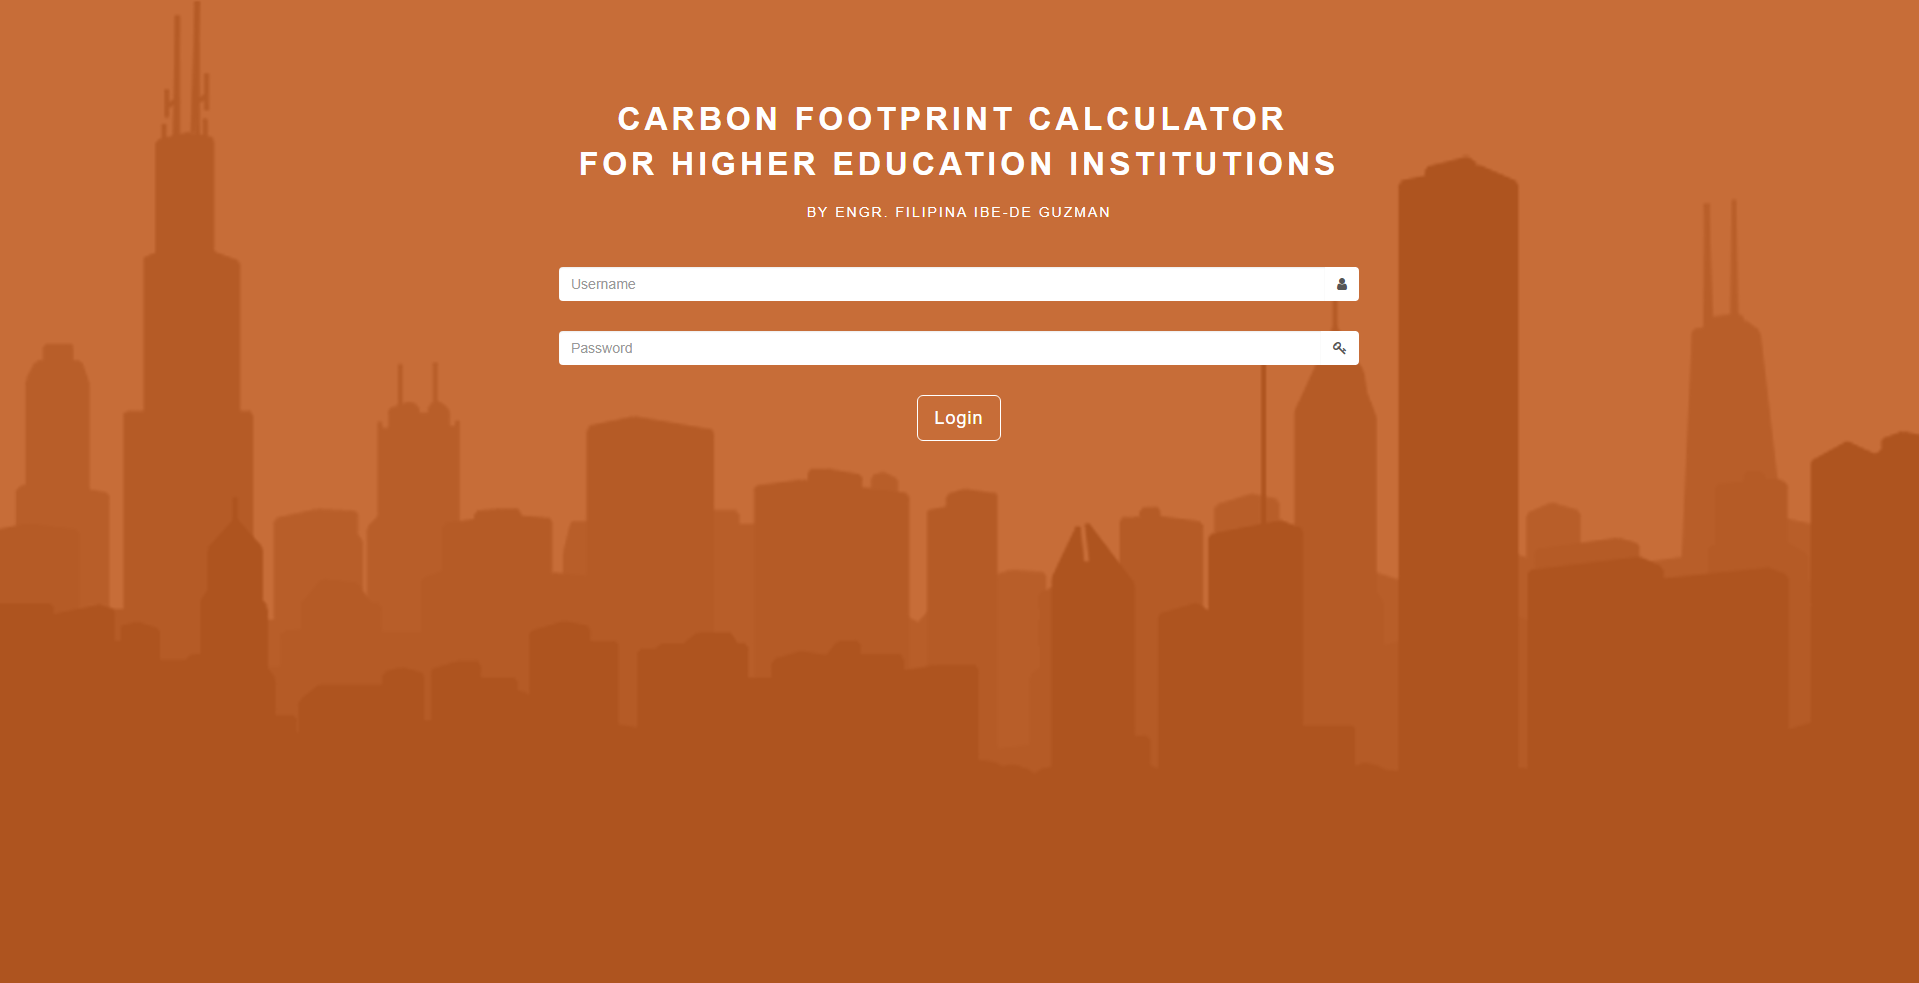 CARBON FOOTPRINT CALCULATOR
FOR HIGHER EDUCATION INSTITUTIONS
BY ENGR. FILIPINA IBE-DE GUZMAN
Username
Password
Login